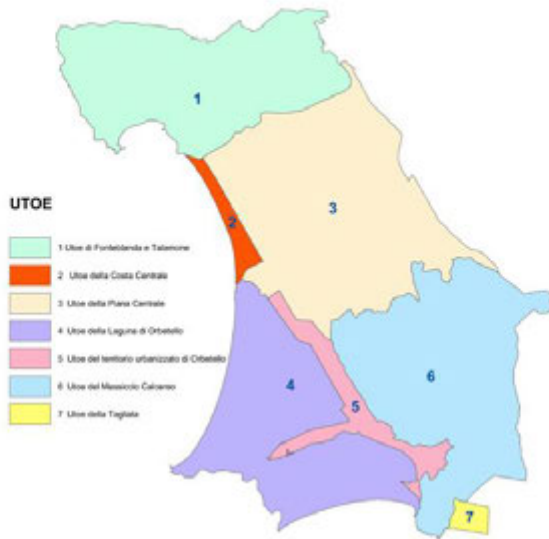 1
2
3
UTOE
1 Utoe di Fonteblanda e Talamone
2 Utoe della Costa Centrale
3 Utoe della Piana Centrale
4 Utoe della Laguna di Orbetello
5 Utoe del territorio urbanizzato di Orbetello
6 Utoe del Massiccio Calcareo
7 Utoe della Tagliata
4
5
6
7